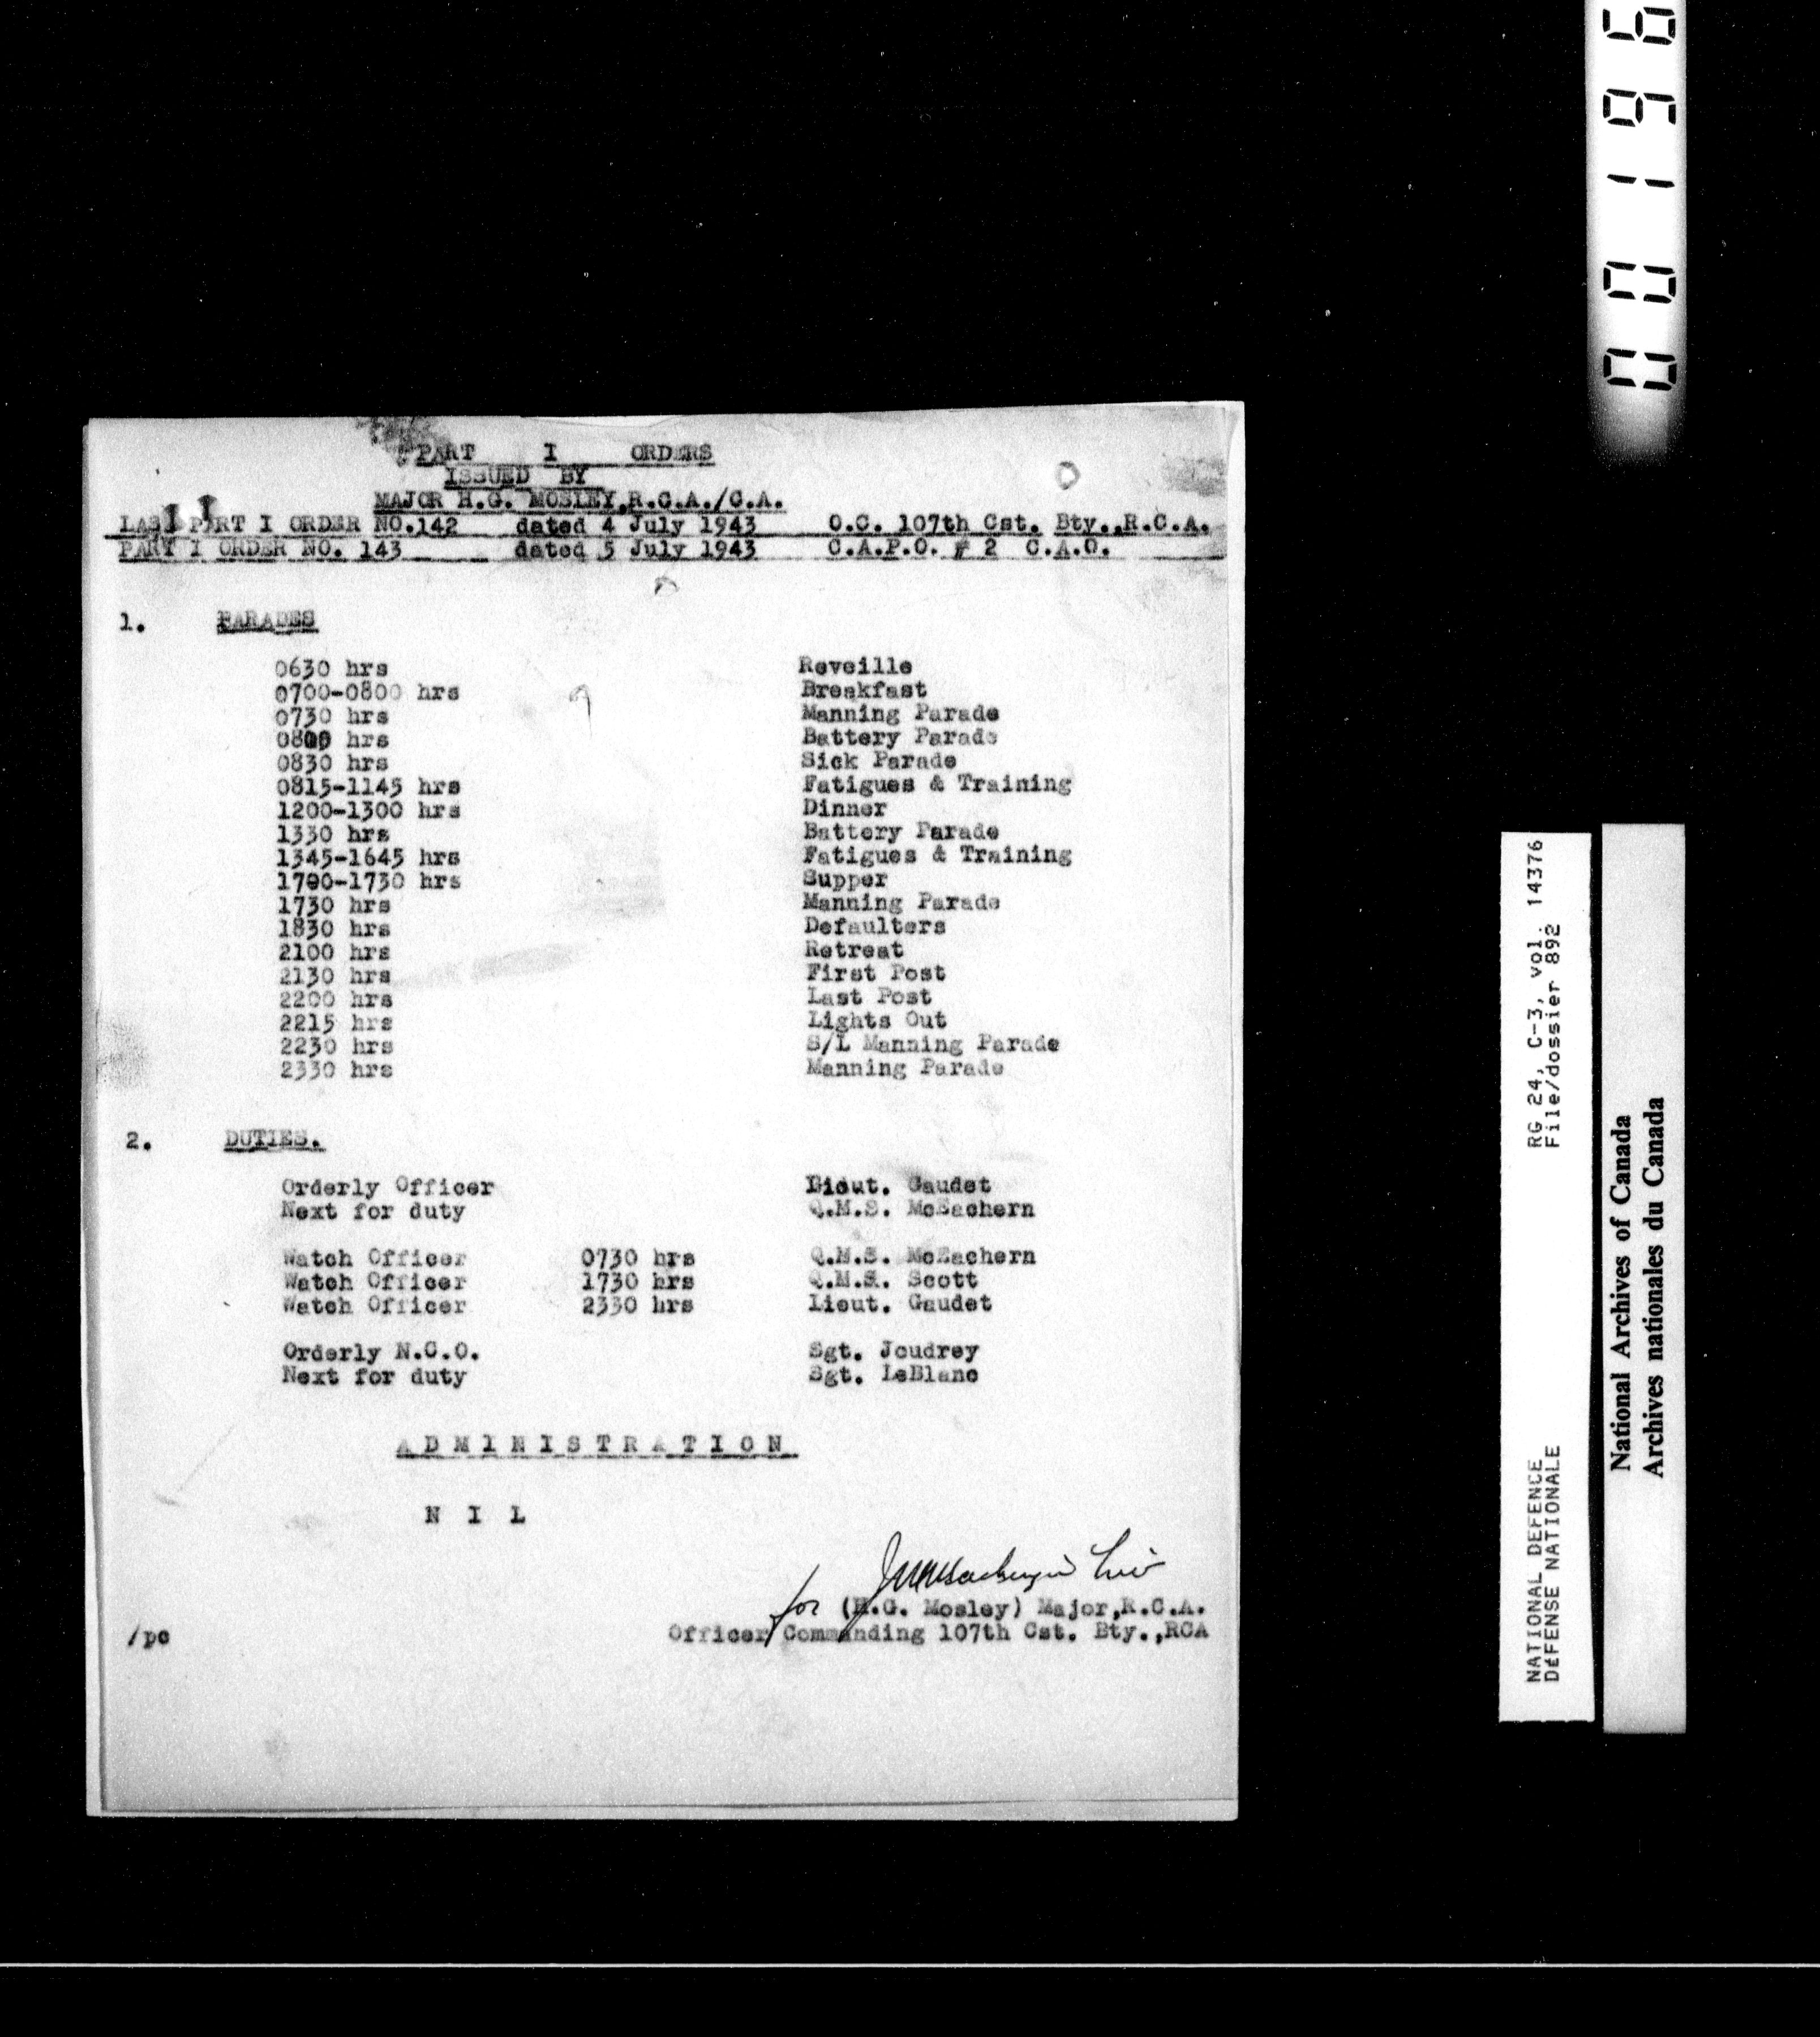 PART I ORDERS
ISSUED BY
MAJOR H.G. MOSLEY,R.C.A./C.A.
LAST PART I ORDER NO.142 dated 4 July 1943 O.C. 107th Cst. Bty.,R.C.A.
PART I ORDER NO. 143 dated 5 July 1943 C.A.P.O. # 2 C.A.O.
1. PARADES
0630 hrs Reveille
0700-0800 hrs Breakfast
0730 hrs Manning Parade
0800 hrs Battery Parade
0830 hrs Sick Parade
0815-1145 hrs Fatigues & Training
1200-1300 hrs Dinner
1330 hrs Battery Parade
1345-1645 hrs Fatigues & Training
1700-1730 hrs Supper
1730 hrs Manning Parade
1830 hrs Defaulters
2100 hrs Retreat
2130 hrs First Post
2200 hrs Last Post
2215 hrs Lights Out
2230 hrs S/L Manning Parade
2330 hrs Manning Parade
2. DUTIES.
Orderly Officer Lieut. Gaudet
Next for duty Q.M.S. McEachern
Watch Officer 0730 hrs Q.M.S. McEachern
Watch Officer 1730 hrs Q.M.S. Scott
Watch Officer 2330 hrs Lieut. Gaudet
Orderly N.C.O. Sgt. Joudrey
Next for duty Sgt. LeBlanc
ADMINISTRATION
N I L
for (H.G. Mosley) Major,R.C.A.
/pc Officer Commanding 107th Cst. Bty.,RCA
00196
NATIONAL DEFENCE RG 24, C-3, vol. 14376
DEFENSE NATIONALE File/dossier 892
National Archives of Canada
Archives nationales du Canada